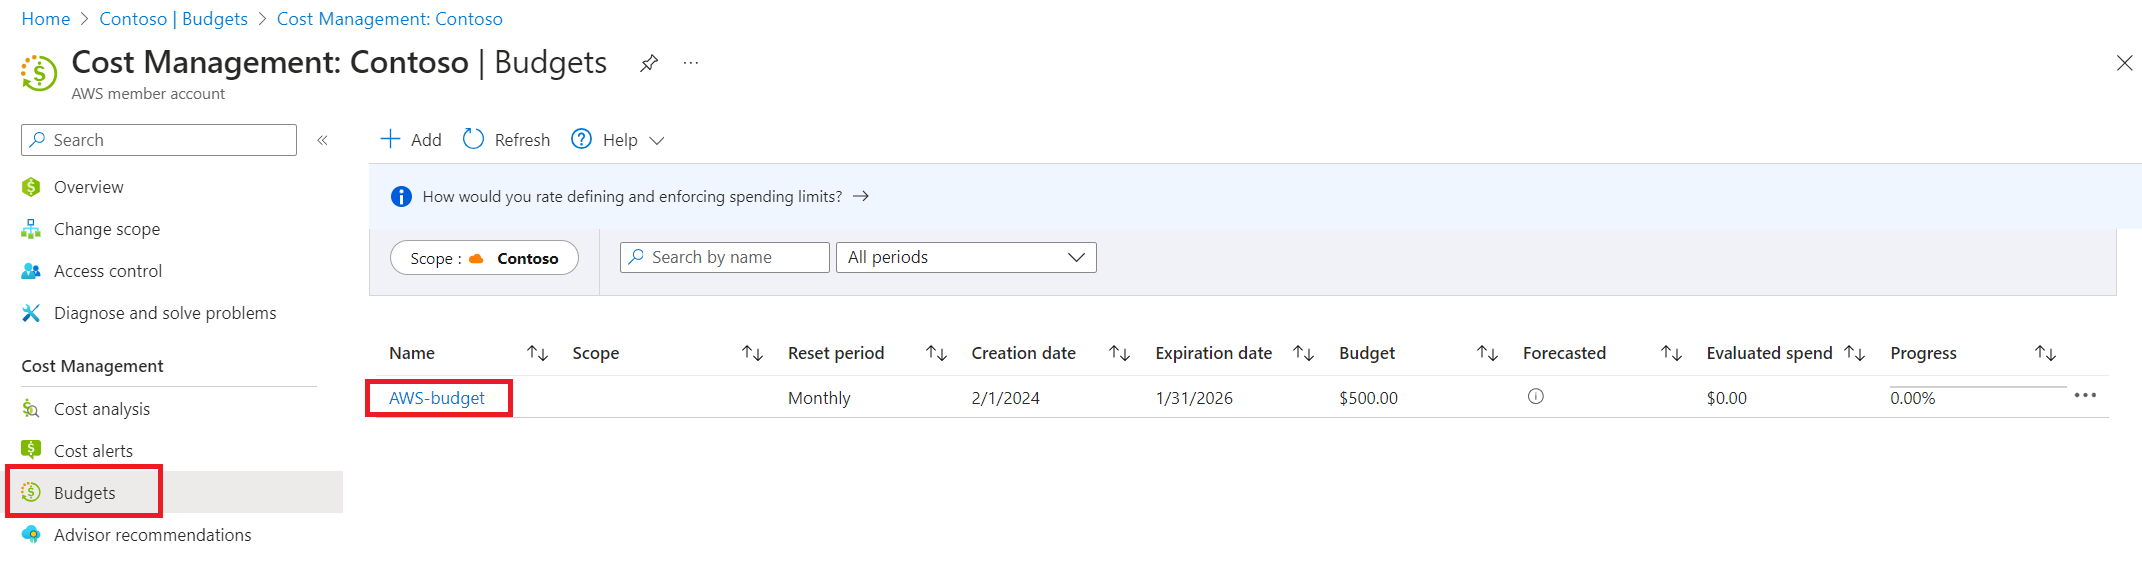 Home > Contoso | Budgets > Cost Management: Contoso
Cost Management: Contoso | Budgets
AWS member account
Search
Overview
Change scope
Access control
Diagnose and solve problems
Cost Management
Cost analysis
Cost alerts
Budgets
Advisor recommendations
Add Refresh Help
How would you rate defining and enforcing spending limits? →
Scope : Contoso Search by name All periods
Name Scope Reset period Creation date Expiration date Budget Forecasted Evaluated spend Progress
AWS-budget Monthly 2/1/2024 1/31/2026 $500.00 $0.00 0.00%